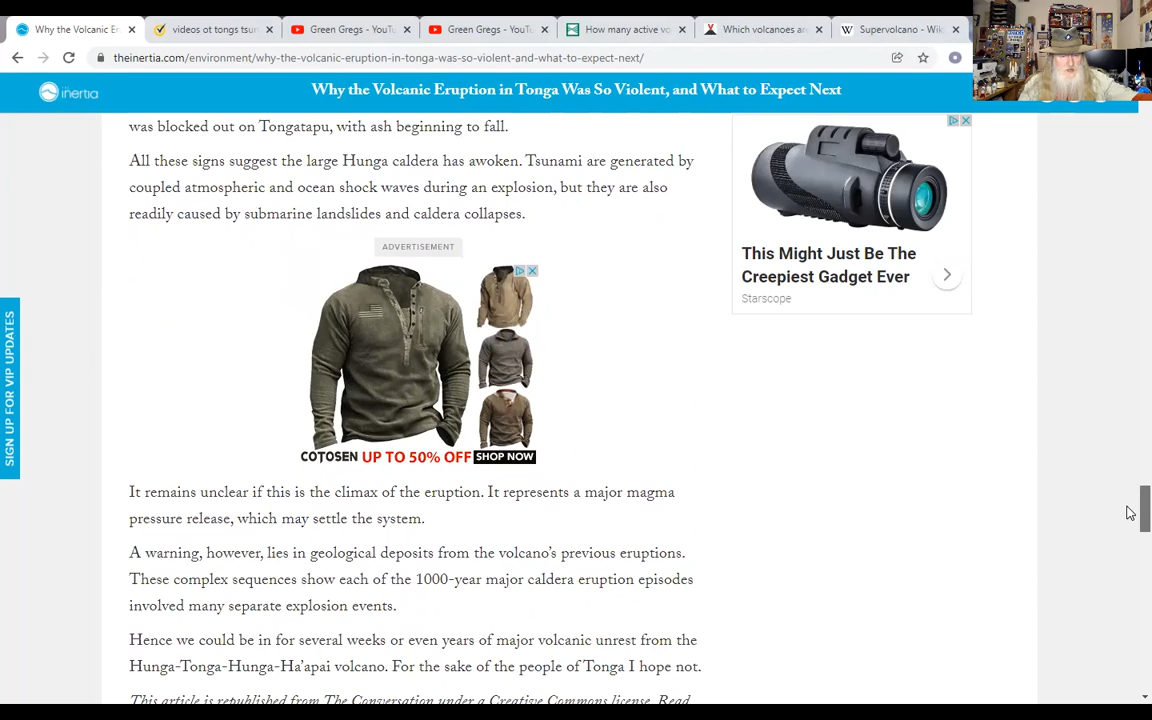 Why the Volcanic E
videos ot tongs tsu
Green Gregs - YouTu
Green Gregs - YouTu
How many active vo
Which volcanoes ar
Supervolcano - Wik
theinertia.com/environment/why-the-volcanic-eruption-in-tonga-was-so-violent-and-what-to-expect-next/
inertia
Why the Volcanic Eruption in Tonga Was So Violent, and What to Expect Next
was blocked out on Tongatapu, with ash beginning to fall.
All these signs suggest the large Hunga caldera has awoken. Tsunami are generated by
coupled atmospheric and ocean shock waves during an explosion, but they are also
readily caused by submarine landslides and caldera collapses.
ADVERTISEMENT
COTOSEN UP TO 50% OFF SHOP NOW
This Might Just Be The
Creepiest Gadget Ever
Starscope
SIGN UP FOR VIP UPDATES
It remains unclear if this is the climax of the eruption. It represents a major magma
pressure release, which may settle the system.
A warning, however, lies in geological deposits from the volcano's previous eruptions.
These complex sequences show each of the 1000-year major caldera eruption episodes
involved many separate explosion events.
Hence we could be in for several weeks or even years of major volcanic unrest from the
Hunga-Tonga-Hunga-Ha'apai volcano. For the sake of the people of Tonga I hope not.
This article is republished from The Conversation under a Creative Commons license. Read